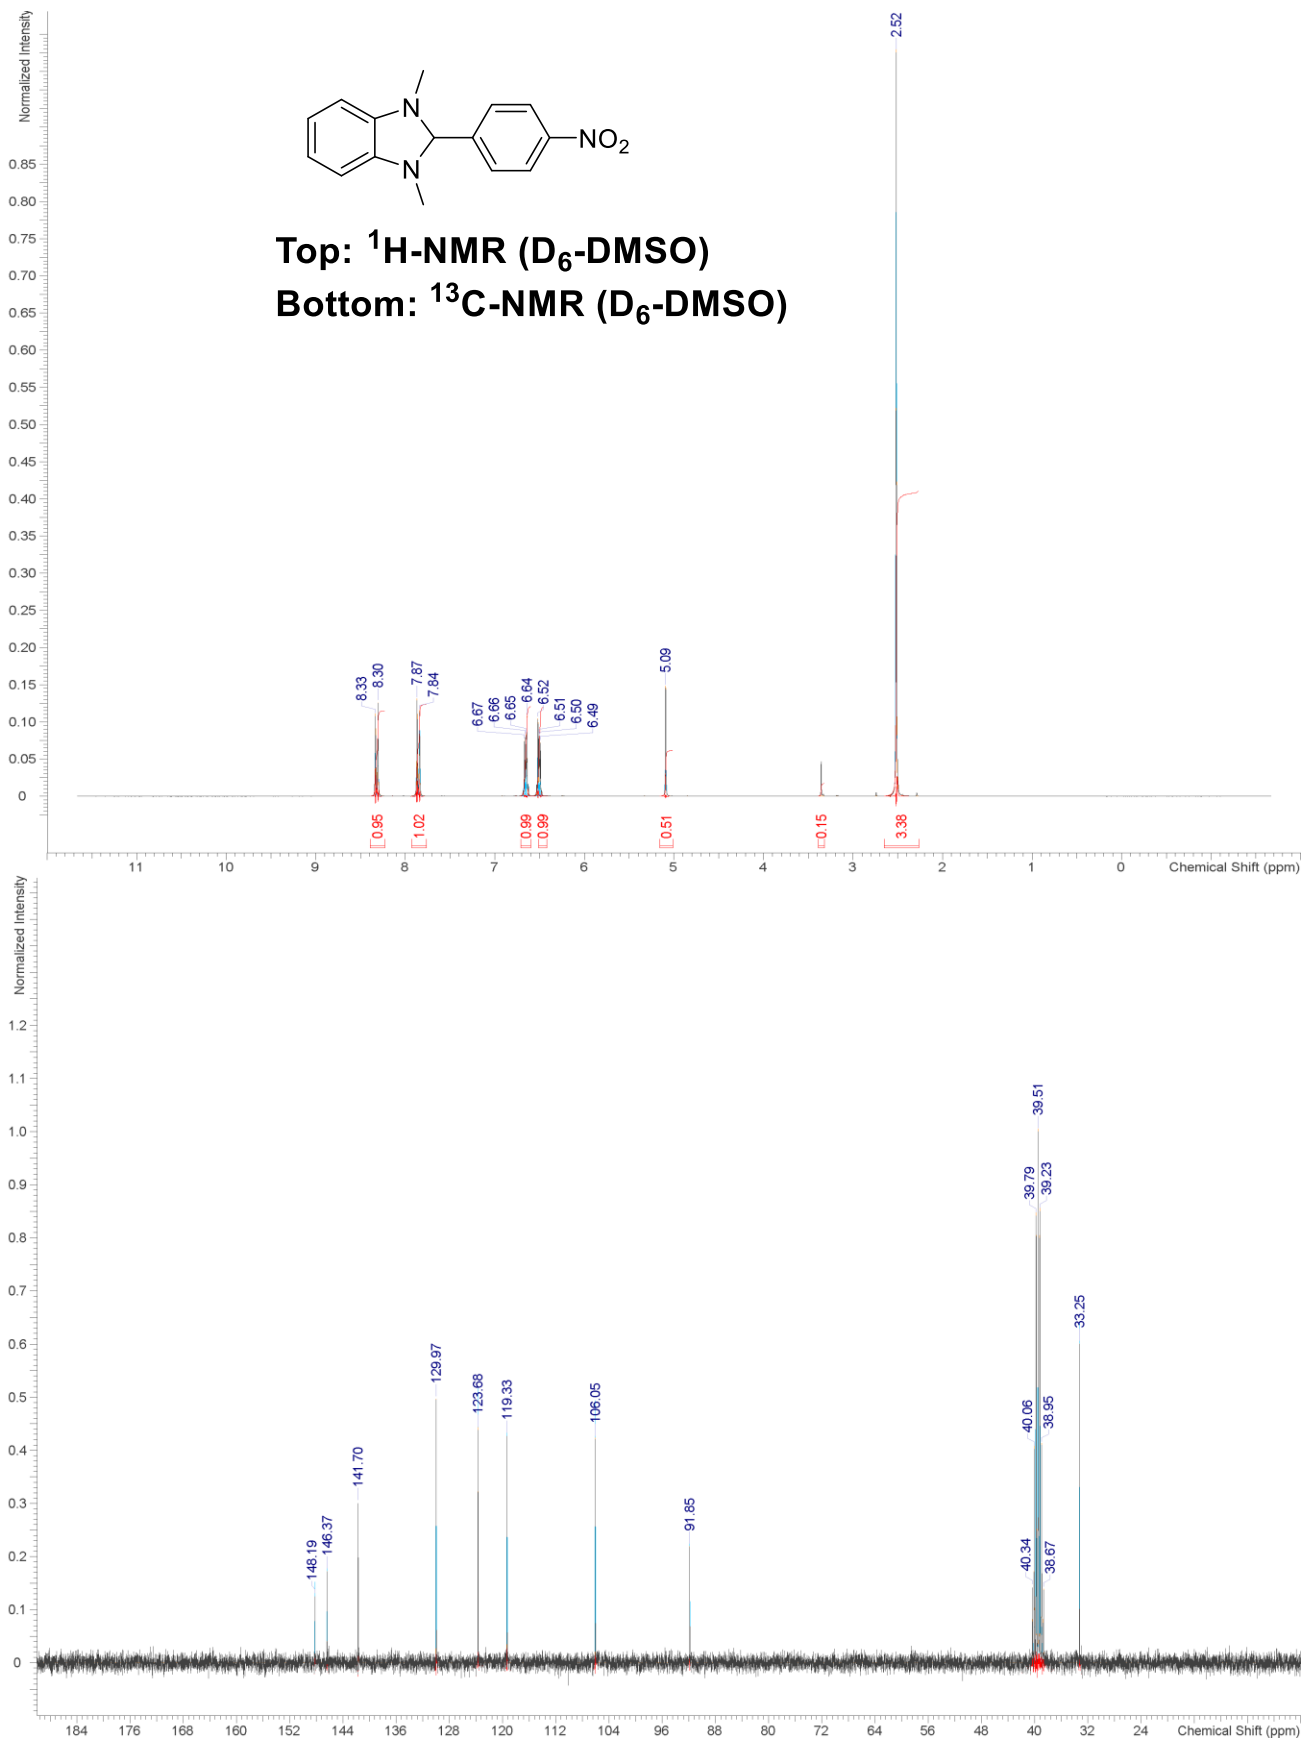 Normalized Intensity
2.52
N
N
NO2
Top: 1H-NMR (D6-DMSO)
Bottom: 13C-NMR (D6-DMSO)
0.85
0.80
0.75
0.70
0.65
0.60
0.55
0.50
0.45
0.40
0.35
0.30
0.25
0.20
0.15
0.10
0.05
0
8.33 8.30 7.87 7.84 6.67 6.66 6.65 6.64 6.52 6.51 6.50 6.49 5.09
0.95 1.02 0.99 0.99 0.51 0.15 3.38
11 10 9 8 7 6 5 4 3 2 1 0 Chemical Shift (ppm)
Normalized Intensity
1.2
1.1
1.0
0.9
0.8
0.7
0.6
0.5
0.4
0.3
0.2
0.1
0
148.19 146.37 141.70 129.97 123.68 119.33 106.05 91.85 40.34 40.06 39.79 39.51 39.23 38.95 38.67 33.25
184 176 168 160 152 144 136 128 120 112 104 96 88 80 72 64 56 48 40 32 24 Chemical Shift (ppm)